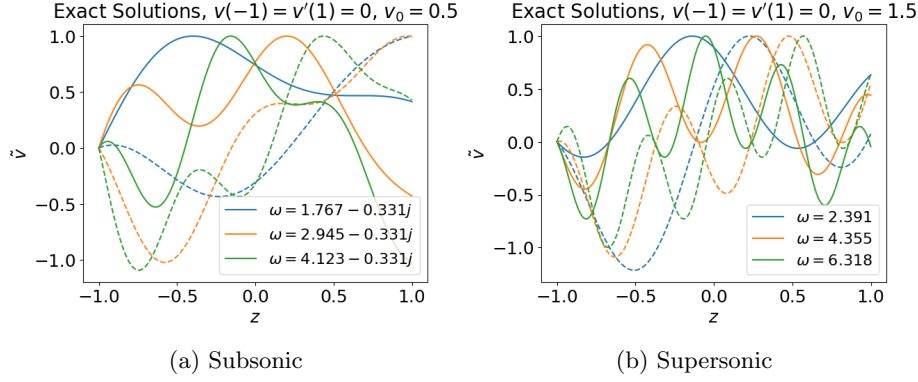 Exact Solutions, v(−1) = v′(1) = 0, v₀ = 0.5
1.0
0.5
0.0
−0.5
−1.0
ṽ
ω = 1.767 − 0.331j
ω = 2.945 − 0.331j
ω = 4.123 − 0.331j
−1.0 −0.5 0.0 0.5 1.0
z
(a) Subsonic
Exact Solutions, v(−1) = v′(1) = 0, v₀ = 1.5
1.0
0.5
0.0
−0.5
−1.0
ṽ
ω = 2.391
ω = 4.355
ω = 6.318
−1.0 −0.5 0.0 0.5 1.0
z
(b) Supersonic